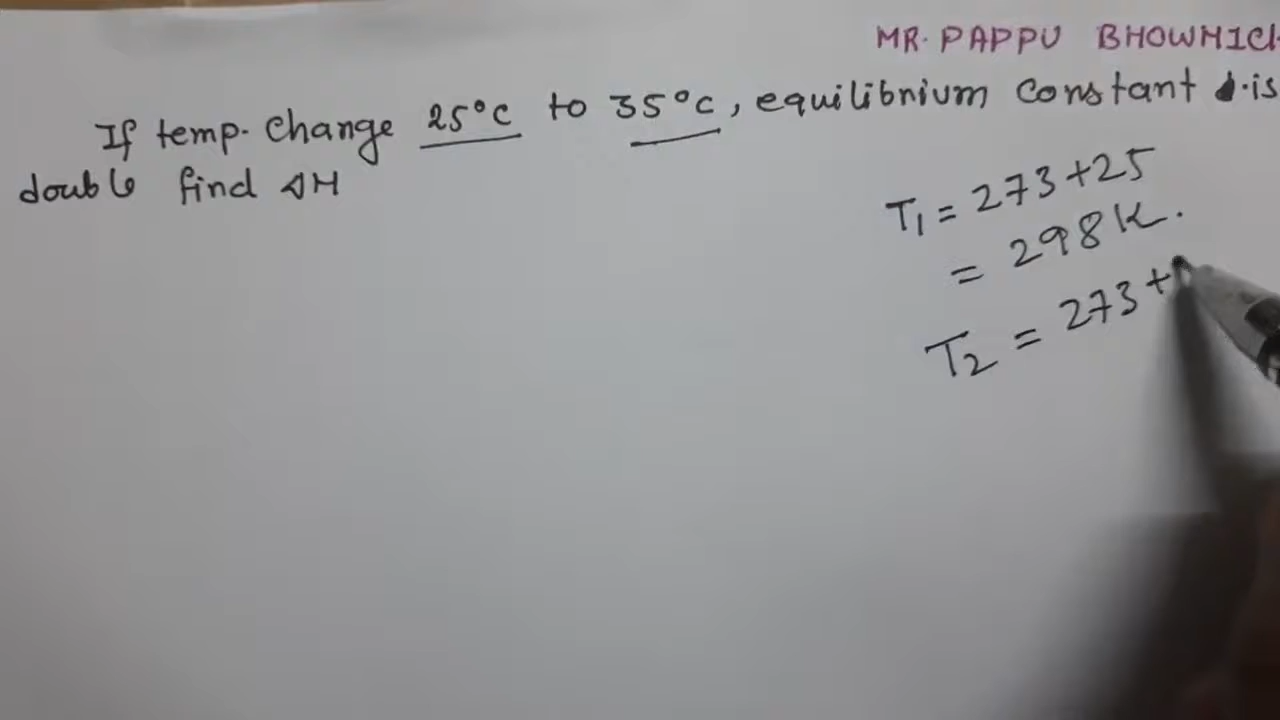 MR. PAPPU BHOWMICK
If temp. change 25°C to 35°C, equilibrium constant is
double find ΔH
T₁ = 273+25
= 298K.
T₂ = 273+